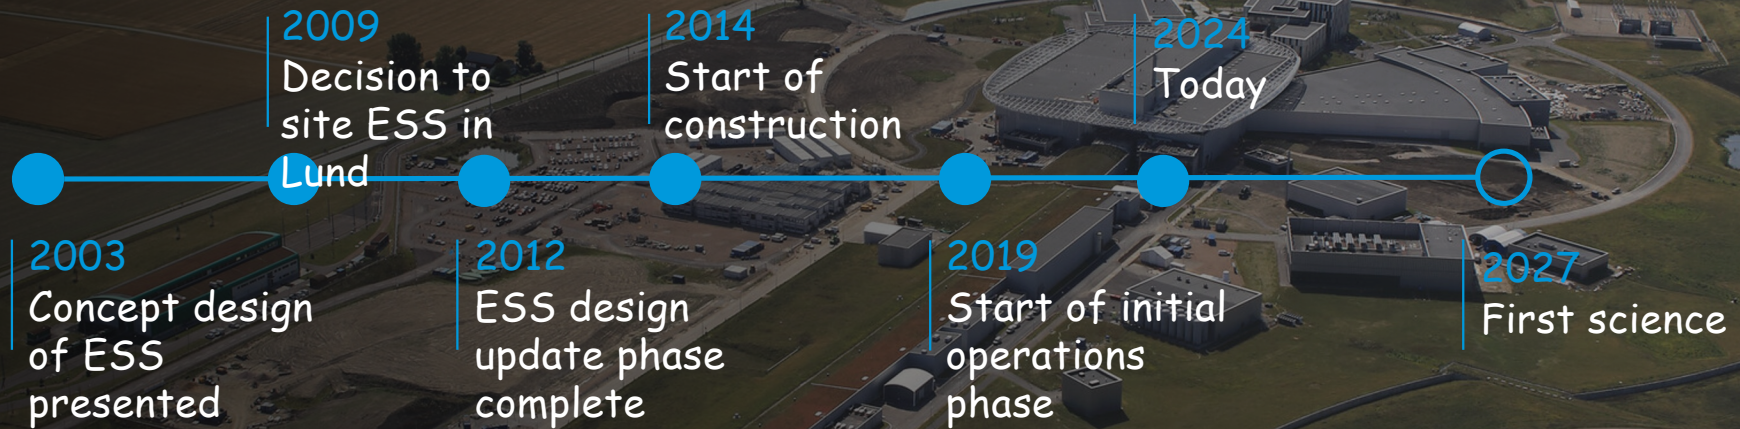 2009
Decision to
site ESS in
Lund
2014
Start of
construction
2024
Today
2003
Concept design
of ESS
presented
2012
ESS design
update phase
complete
2019
Start of initial
operations
phase
2027
First science